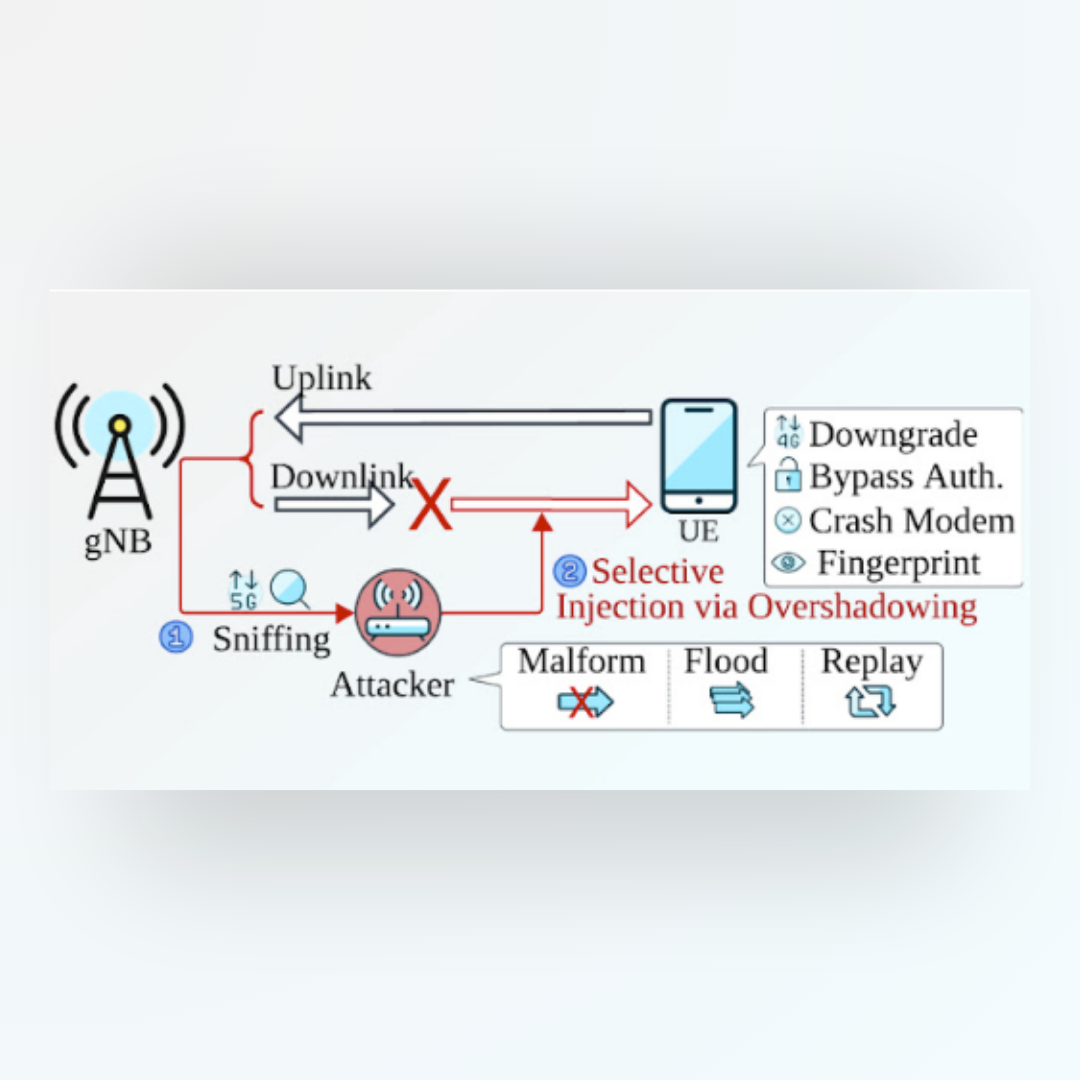 Uplink
Downlink
X
gNB
UE
4G Downgrade
Bypass Auth.
Crash Modem
Fingerprint
5G
1 Sniffing
Attacker
2 Selective
Injection via Overshadowing
Malform Flood Replay